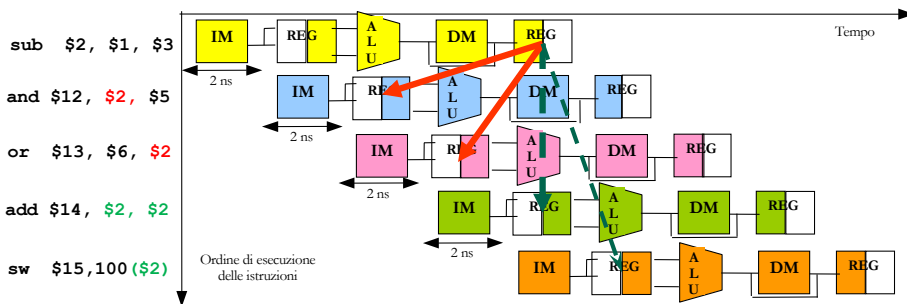 Tempo
sub $2, $1, $3 IM REG ALU DM REG
2 ns
and $12, $2, $5 IM REG ALU DM REG
2 ns
or $13, $6, $2 IM REG ALU DM REG
2 ns
add $14, $2, $2 IM REG ALU DM REG
2 ns
sw $15,100($2) IM REG ALU DM REG
Ordine di esecuzione
delle istruzioni